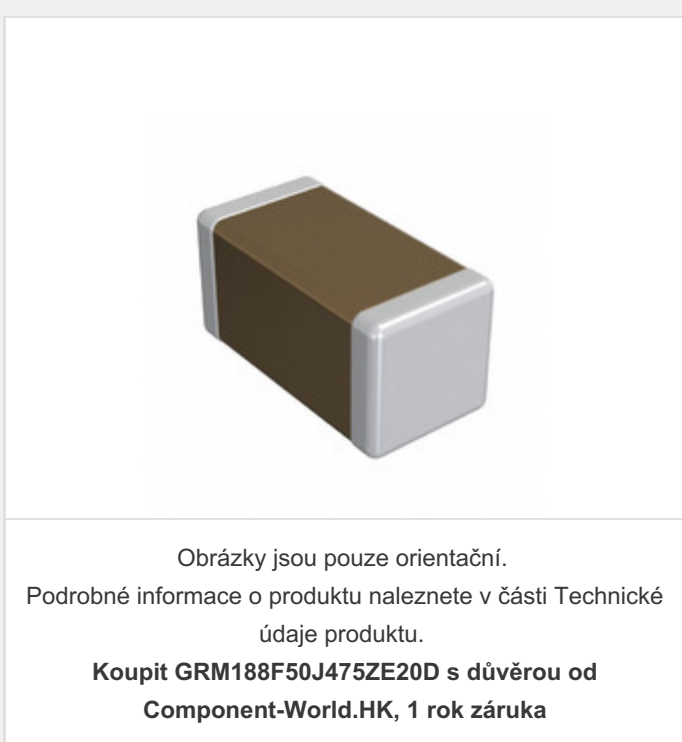 Obrázky jsou pouze orientační.
Podrobné informace o produktu naleznete v části Technické
údaje produktu.
Koupit GRM188F50J475ZE20D s důvěrou od
Component-World.HK, 1 rok záruka